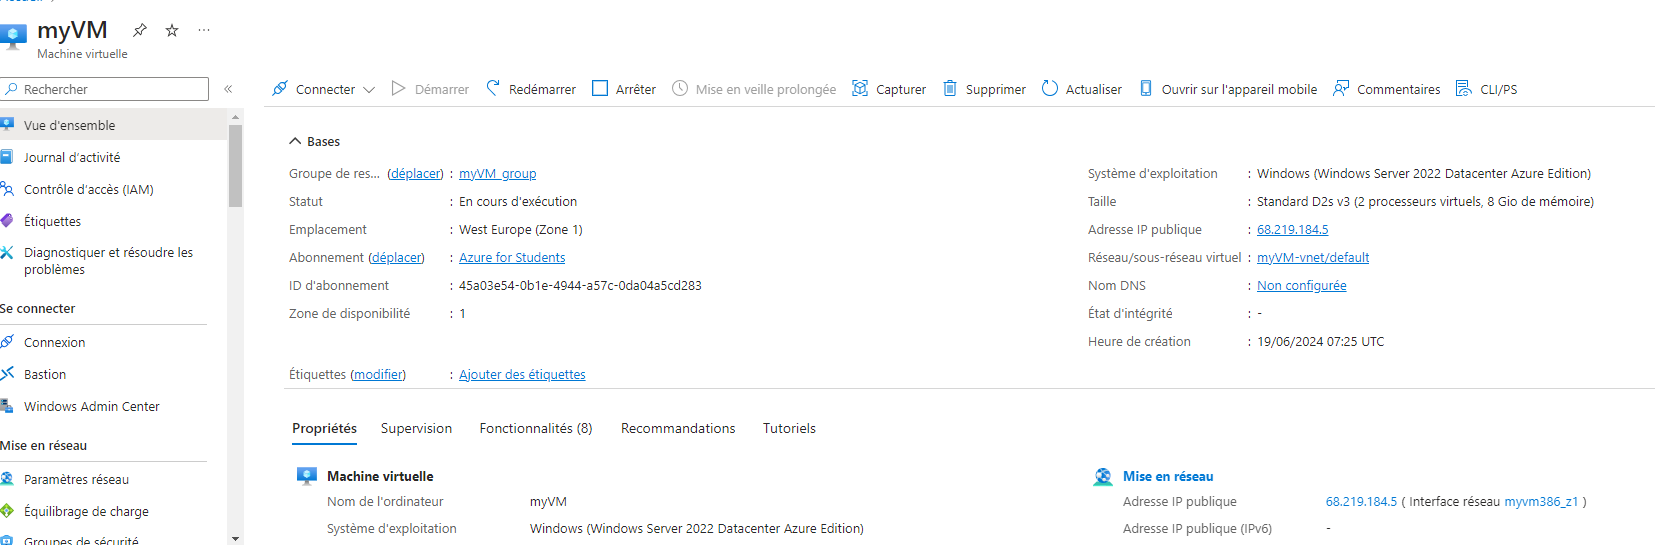 myVM
Machine virtuelle
Rechercher
«
Connecter
Démarrer
Redémarrer
Arrêter
Mise en veille prolongée
Capturer
Supprimer
Actualiser
Ouvrir sur l'appareil mobile
Commentaires
CLI/PS
Vue d'ensemble
Journal d'activité
Contrôle d'accès (IAM)
Étiquettes
Diagnostiquer et résoudre les
problèmes
Se connecter
Connexion
Bastion
Windows Admin Center
Mise en réseau
Paramètres réseau
Équilibrage de charge
Groupes de sécurité
Bases
Groupe de res... (déplacer) : myVM_group
Statut : En cours d'exécution
Emplacement : West Europe (Zone 1)
Abonnement (déplacer) : Azure for Students
ID d'abonnement : 45a03e54-0b1e-4944-a57c-0da04a5cd283
Zone de disponibilité : 1
Système d'exploitation : Windows (Windows Server 2022 Datacenter Azure Edition)
Taille : Standard D2s v3 (2 processeurs virtuels, 8 Gio de mémoire)
Adresse IP publique : 68.219.184.5
Réseau/sous-réseau virtuel : myVM-vnet/default
Nom DNS : Non configurée
État d'intégrité : -
Heure de création : 19/06/2024 07:25 UTC
Étiquettes (modifier) : Ajouter des étiquettes
Propriétés
Supervision
Fonctionnalités (8)
Recommandations
Tutoriels
Machine virtuelle
Nom de l'ordinateur myVM
Système d'exploitation Windows (Windows Server 2022 Datacenter Azure Edition)
Mise en réseau
Adresse IP publique 68.219.184.5 ( Interface réseau myvm386_z1 )
Adresse IP publique (IPv6) -